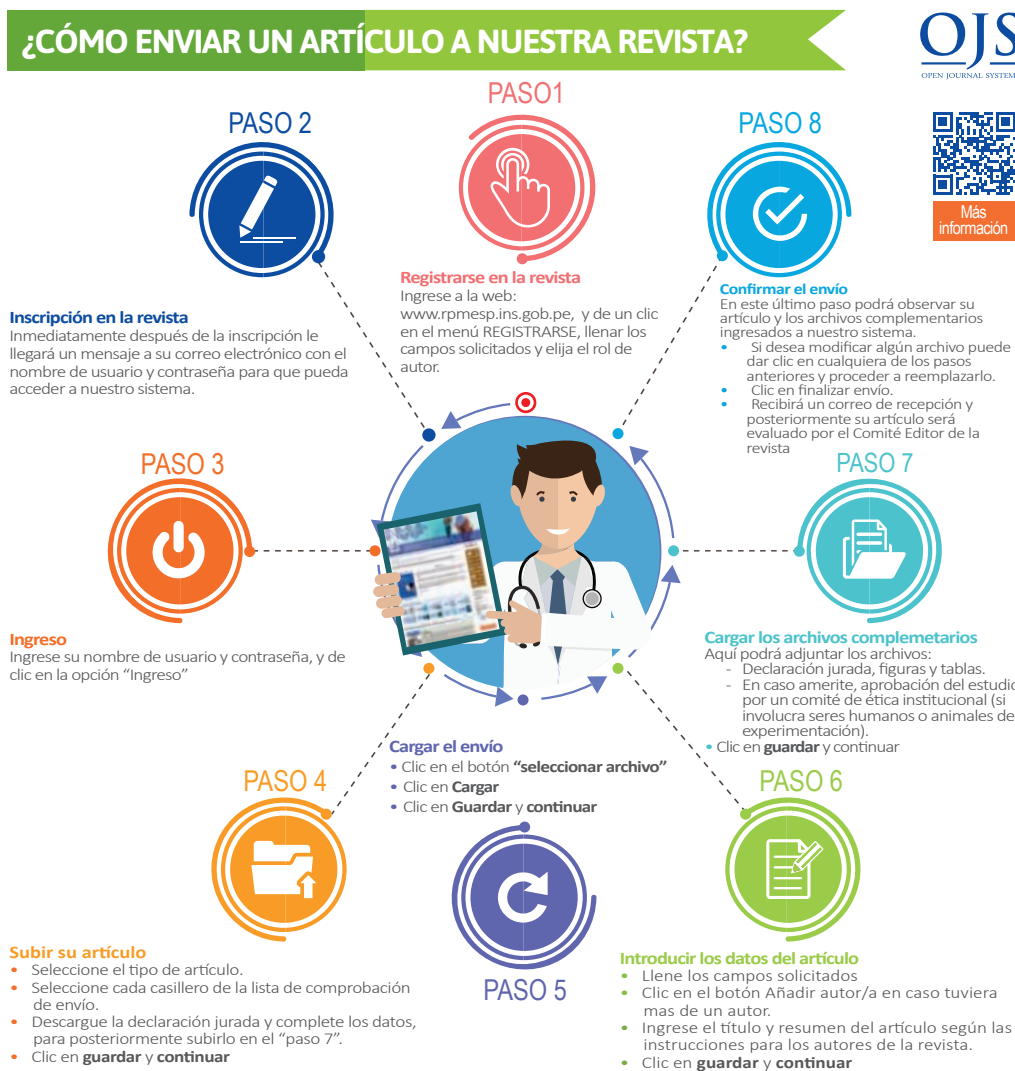 ¿CÓMO ENVIAR UN ARTÍCULO A NUESTRA REVISTA?
OJS
OPEN JOURNAL SYSTEM
Más
información
PASO1
Registrarse en la revista
Ingrese a la web:
www.rpmesp.ins.gob.pe, y de un clic
en el menú REGISTRARSE, llenar los
campos solicitados y elija el rol de
autor.
PASO 2
Inscripción en la revista
Inmediatamente después de la inscripción le
llegará un mensaje a su correo electrónico con el
nombre de usuario y contraseña para que pueda
acceder a nuestro sistema.
PASO 3
Ingreso
Ingrese su nombre de usuario y contraseña, y de
clic en la opción “Ingreso”
PASO 4
Subir su artículo
• Seleccione el tipo de artículo.
• Seleccione cada casillero de la lista de comprobación
de envío.
• Descargue la declaración jurada y complete los datos,
para posteriormente subirlo en el “paso 7”.
• Clic en guardar y continuar
Cargar el envío
• Clic en el botón “seleccionar archivo”
• Clic en Cargar
• Clic en Guardar y continuar
PASO 5
PASO 6
Introducir los datos del artículo
• Llene los campos solicitados
• Clic en el botón Añadir autor/a en caso tuviera
mas de un autor.
• Ingrese el título y resumen del artículo según las
instrucciones para los autores de la revista.
• Clic en guardar y continuar
PASO 7
Cargar los archivos complemetarios
Aquí podrá adjuntar los archivos:
- Declaración jurada, figuras y tablas.
- En caso amerite, aprobación del estudio
por un comité de ética institucional (si
involucra seres humanos o animales de
experimentación).
• Clic en guardar y continuar
PASO 8
Confirmar el envío
En este último paso podrá observar su
artículo y los archivos complementarios
ingresados a nuestro sistema.
• Si desea modificar algún archivo puede
dar clic en cualquiera de los pasos
anteriores y proceder a reemplazarlo.
• Clic en finalizar envío.
• Recibirá un correo de recepción y
posteriormente su artículo será
evaluado por el Comité Editor de la
revista